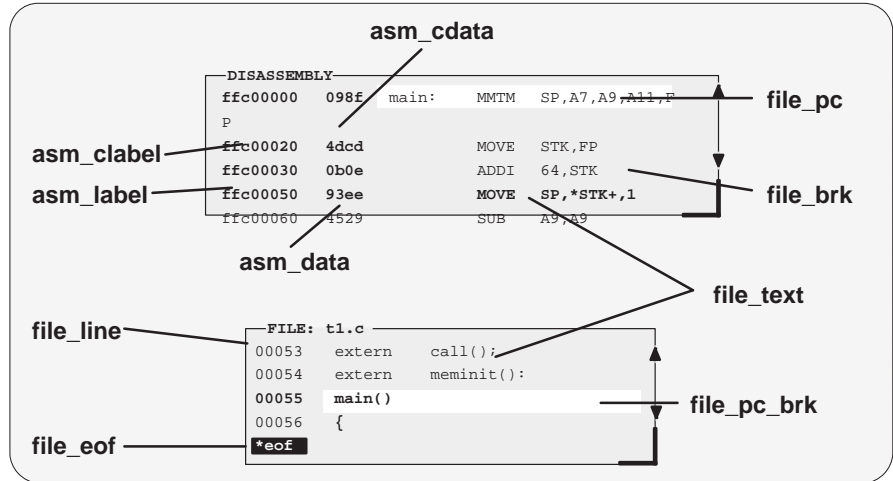 asm_cdata
DISASSEMBLY
ffc00000 098f main: MMTM SP,A7,A9,A11,F
P
file_pc
asm_clabel
ffc00020 4dcd MOVE STK,FP
ffc00030 0b0e ADDI 64,STK
asm_label
ffc00050 93ee MOVE SP,*STK+,1
file_brk
ffc00060 4529 SUB A9,A9
asm_data
file_text
file_line
FILE: t1.c
00053 extern call();
00054 extern meminit():
00055 main()
file_pc_brk
00056 {
file_eof
*eof